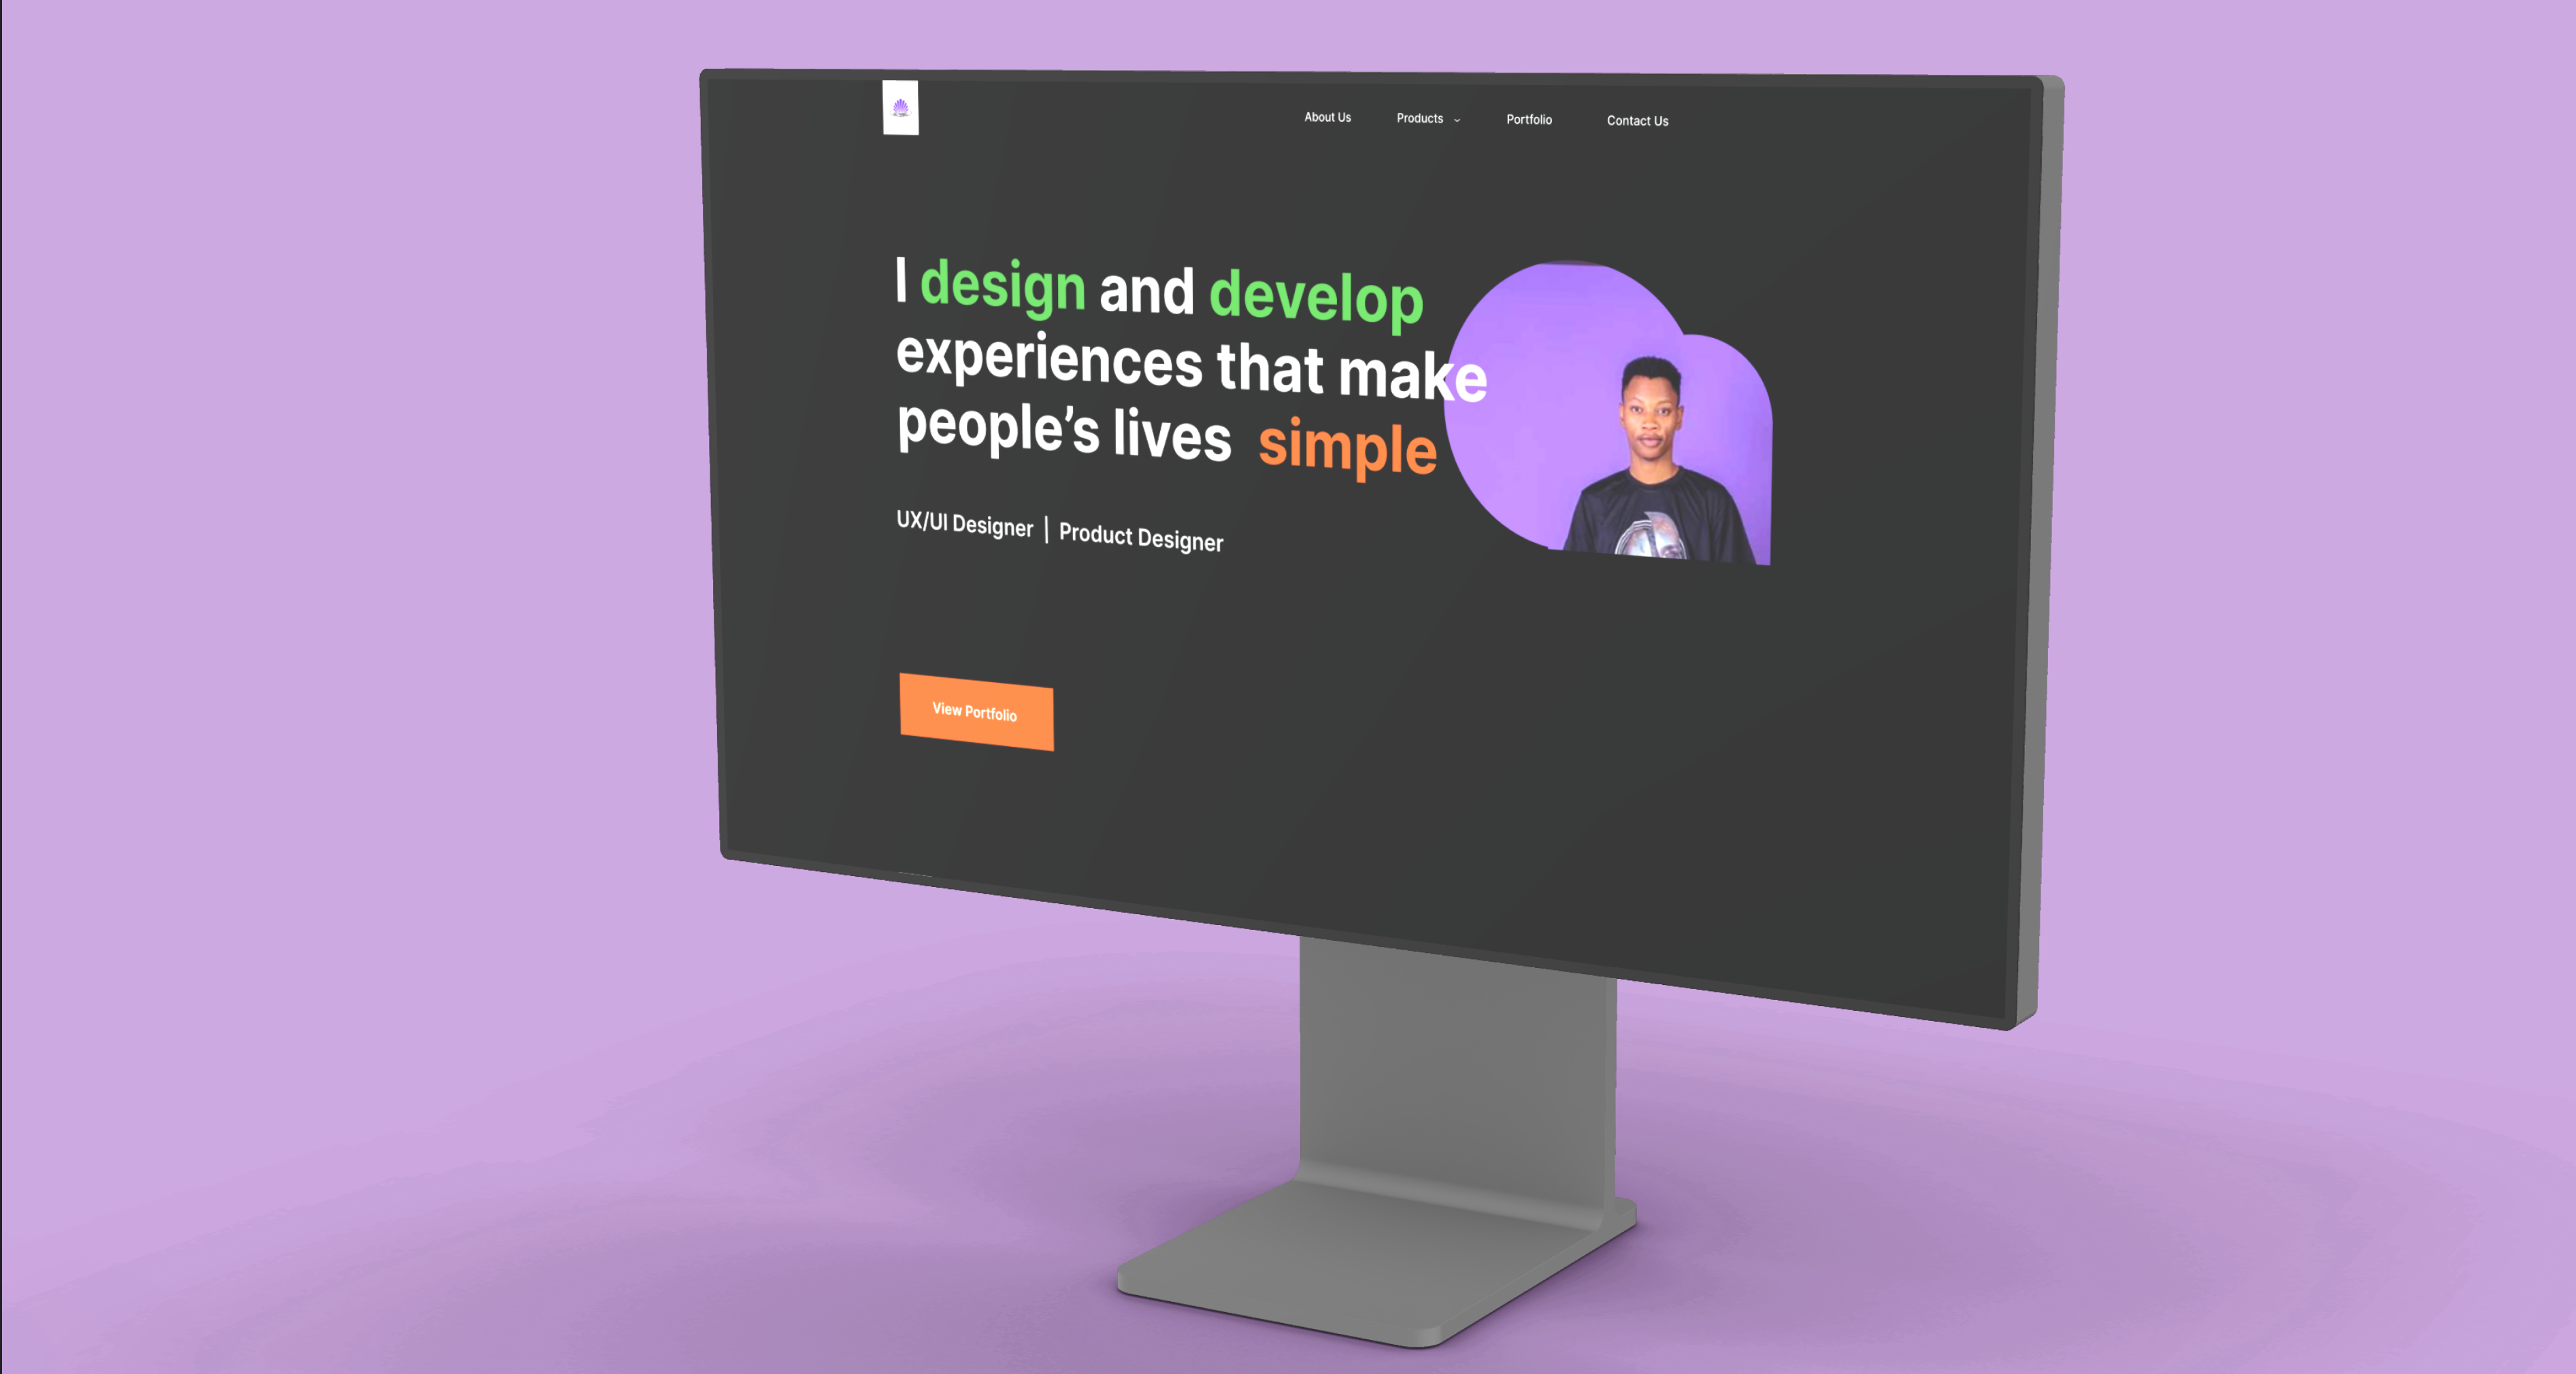 About Us Products Portfolio Contact Us
I design and develop
experiences that make
people’s lives simple
UX/UI Designer | Product Designer
View Portfolio